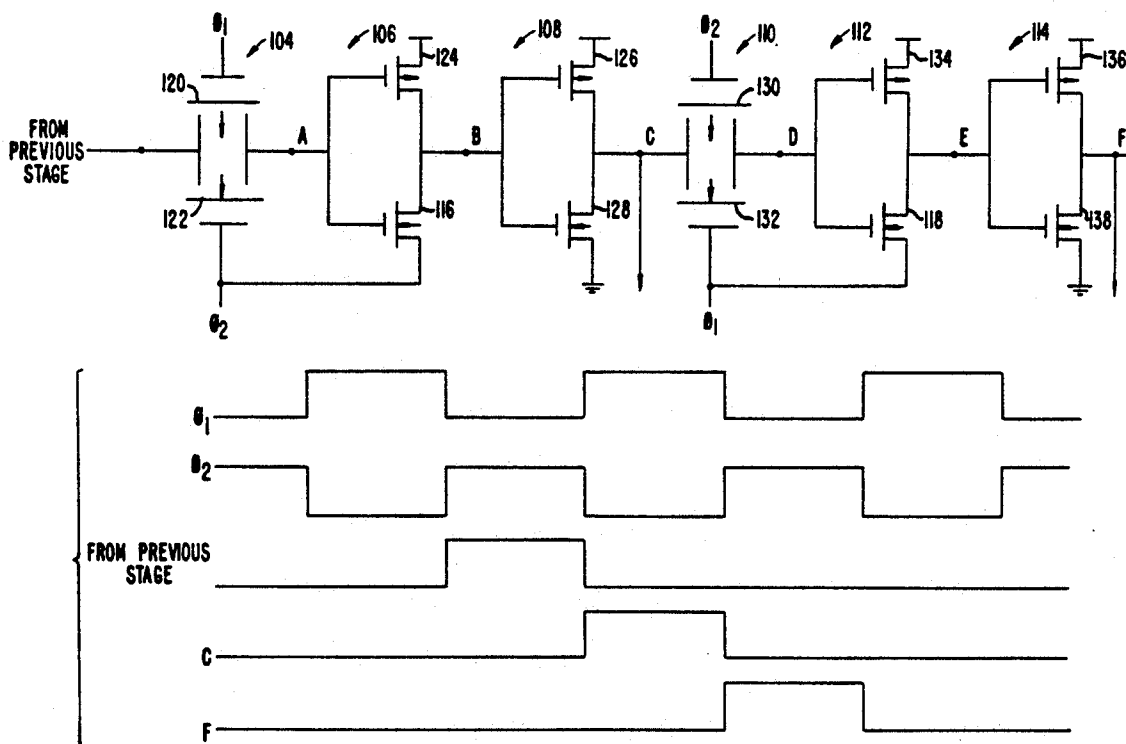 Ø1
104
106
108
Ø2
110
112
114
120
124
126
130
134
136
FROM
PREVIOUS
STAGE
A
B
C
D
E
F
122
116
128
132
118
138
Ø2
Ø1
Ø1
Ø2
FROM PREVIOUS
STAGE
C
F